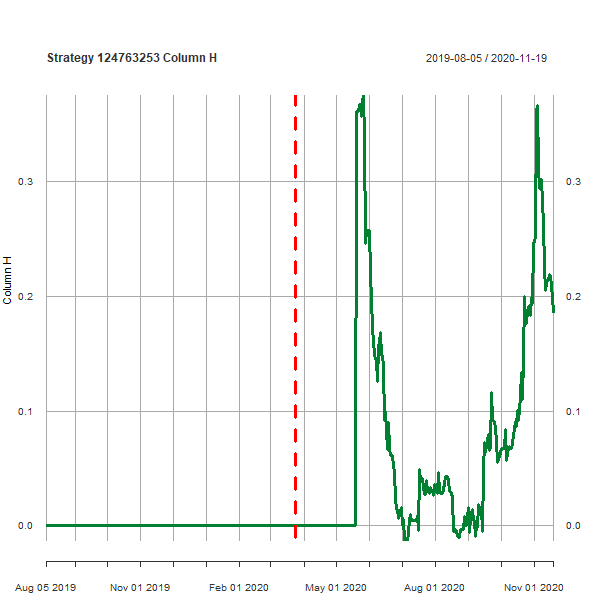 Strategy 124763253 Column H
2019-08-05 / 2020-11-19
Column H
0.3 0.3
0.2 0.2
0.1 0.1
0.0 0.0
Aug 05 2019 Nov 01 2019 Feb 01 2020 May 01 2020 Aug 01 2020 Nov 01 2020